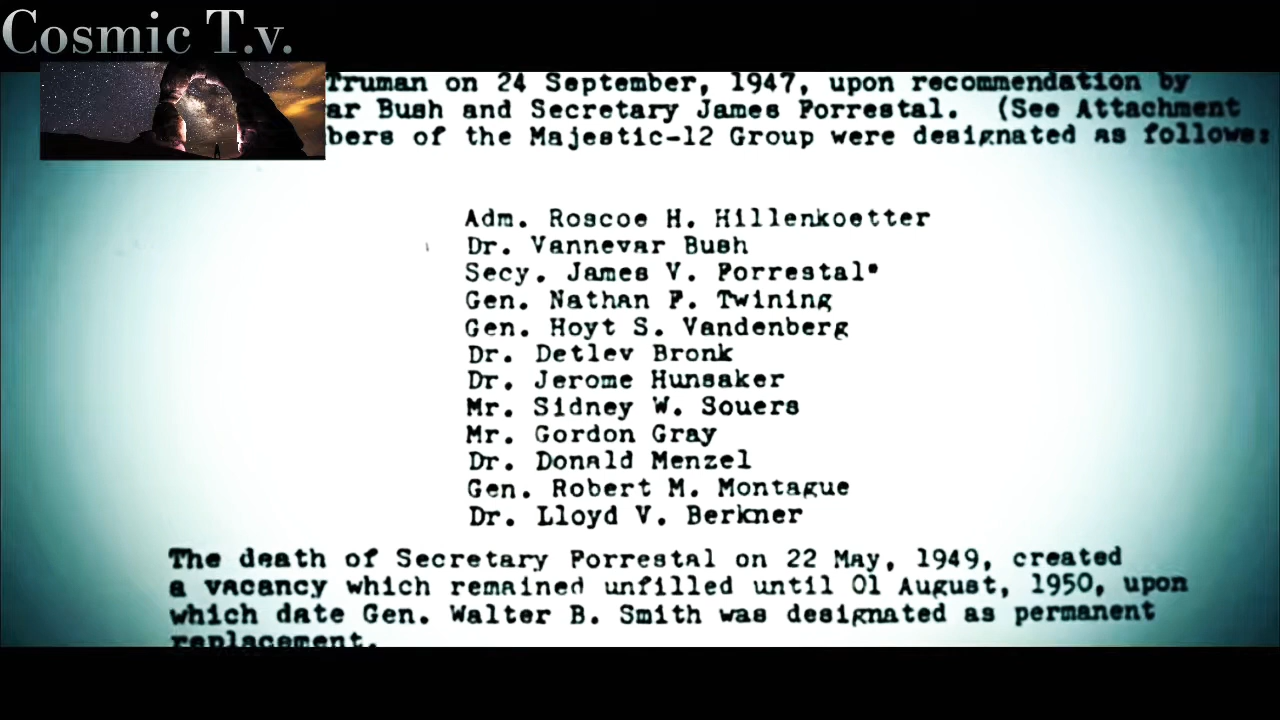 Cosmic T.v.
Truman on 24 September, 1947, upon recommendation by
ar Bush and Secretary James Forrestal. (See Attachment
bers of the Majestic-12 Group were designated as follows:
Adm. Roscoe H. Hillenkoetter
Dr. Vannevar Bush
Secy. James V. Forrestal*
Gen. Nathan F. Twining
Gen. Hoyt S. Vandenberg
Dr. Detlev Bronk
Dr. Jerome Hunsaker
Mr. Sidney W. Souers
Mr. Gordon Gray
Dr. Donald Menzel
Gen. Robert M. Montague
Dr. Lloyd V. Berkner
The death of Secretary Forrestal on 22 May, 1949, created
a vacancy which remained unfilled until 01 August, 1950, upon
which date Gen. Walter B. Smith was designated as permanent
replacement.